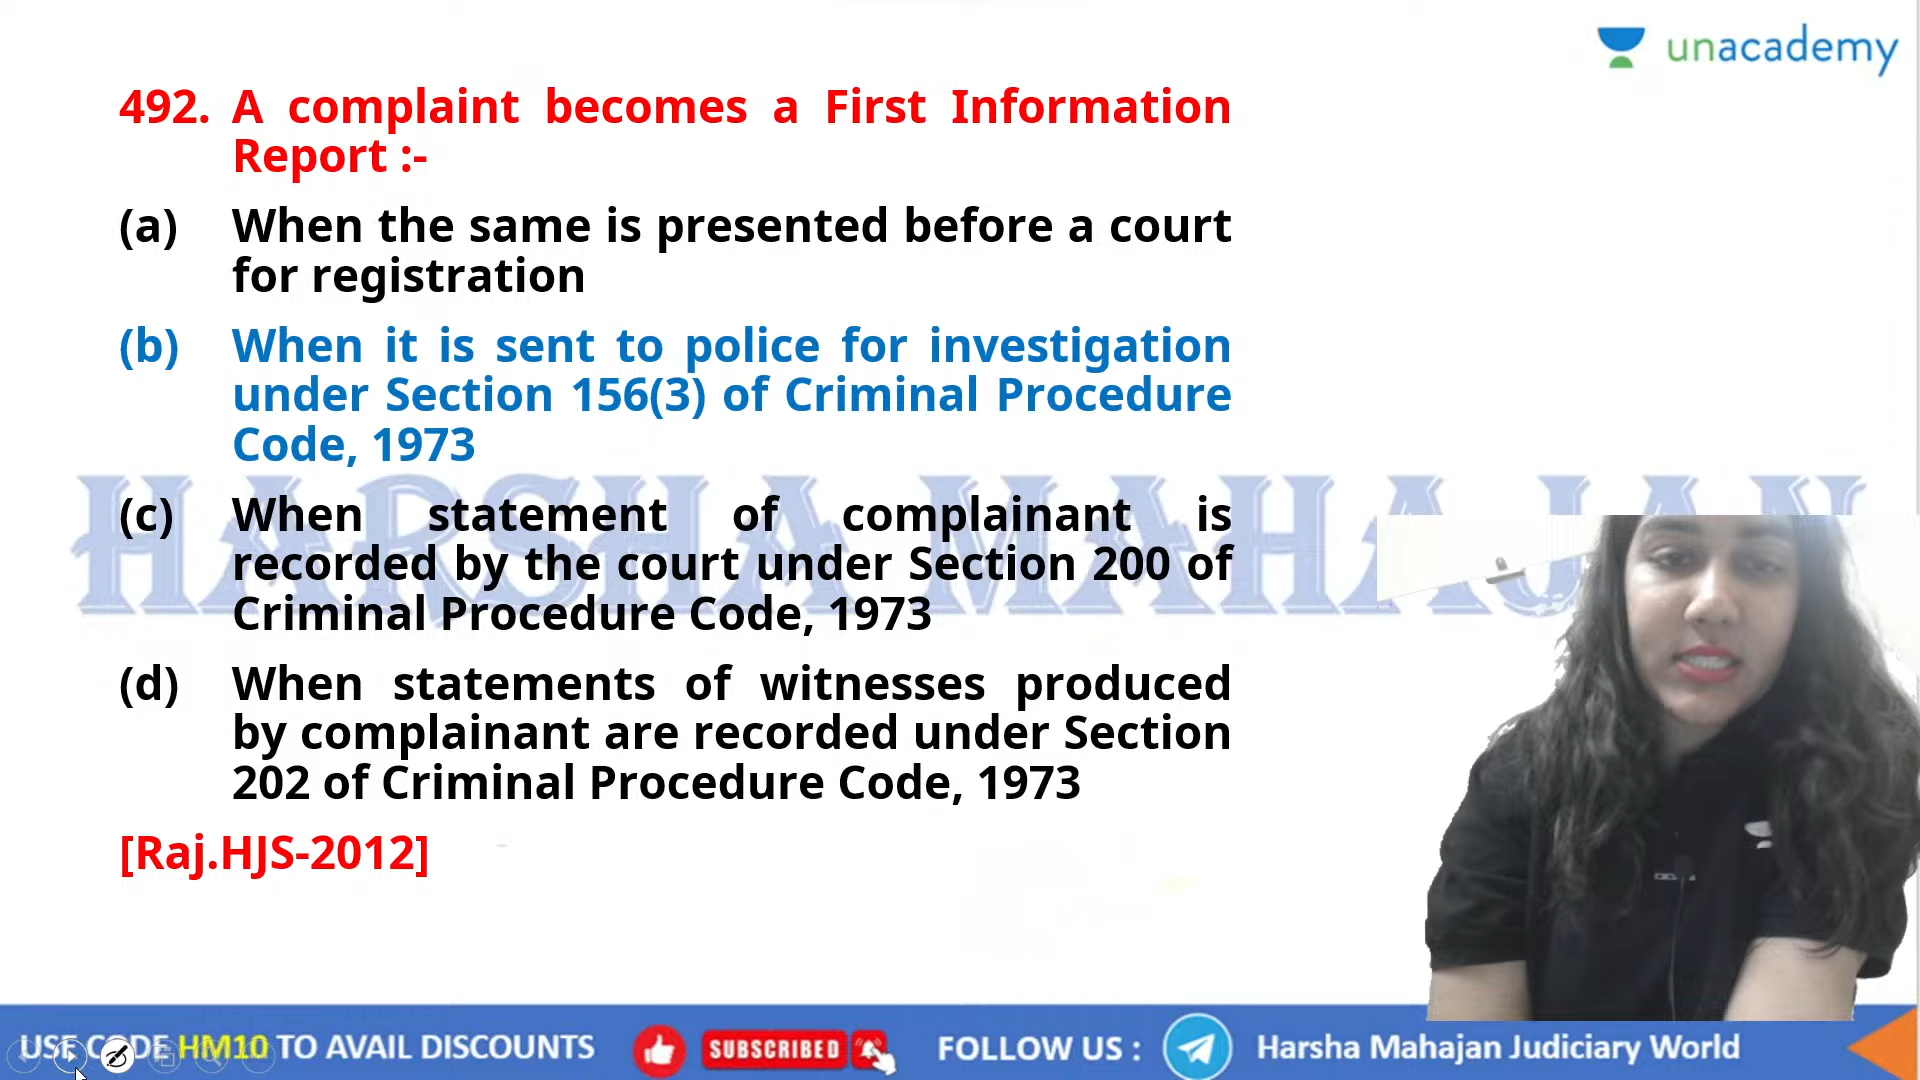 unacademy
492. A complaint becomes a First Information
Report :-
(a) When the same is presented before a court
for registration
(b) When it is sent to police for investigation
under Section 156(3) of Criminal Procedure
Code, 1973
HARSHA MAHAJAN
(c) When statement of complainant is
recorded by the court under Section 200 of
Criminal Procedure Code, 1973
(d) When statements of witnesses produced
by complainant are recorded under Section
202 of Criminal Procedure Code, 1973
[Raj.HJS-2012]
USE CODE HM10 TO AVAIL DISCOUNTS
SUBSCRIBED
FOLLOW US :
Harsha Mahajan Judiciary World